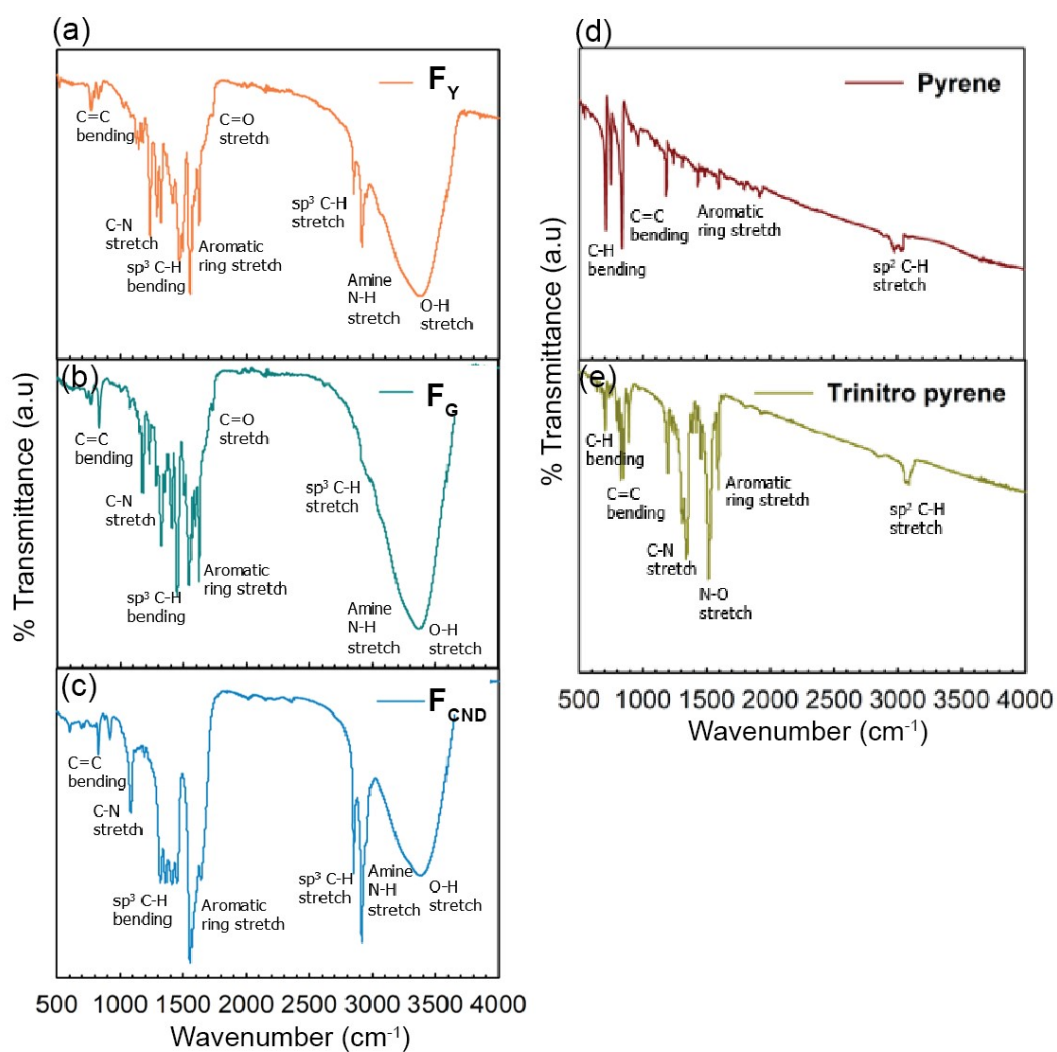 (a)
F_Y
C=C
bending
C=O
stretch
C-N
stretch
sp³ C-H
bending
Aromatic
ring stretch
sp³ C-H
stretch
Amine
N-H
stretch
O-H
stretch
(b)
F_G
C=C
bending
C=O
stretch
C-N
stretch
sp³ C-H
bending
Aromatic
ring stretch
sp³ C-H
stretch
Amine
N-H
stretch
O-H
stretch
(c)
F_CND
C=C
bending
C-N
stretch
sp³ C-H
bending
Aromatic
ring stretch
sp³ C-H
stretch
Amine
N-H
stretch
O-H
stretch
% Transmittance (a.u)
500 1000 1500 2000 2500 3000 3500 4000
Wavenumber (cm⁻¹)
(d)
Pyrene
C-H
bending
C=C
bending
Aromatic
ring stretch
sp² C-H
stretch
(e)
Trinitro pyrene
C-H
bending
C=C
bending
C-N
stretch
N-O
stretch
Aromatic
ring stretch
sp² C-H
stretch
% Transmittance (a.u)
500 1000 1500 2000 2500 3000 3500 4000
Wavenumber (cm⁻¹)